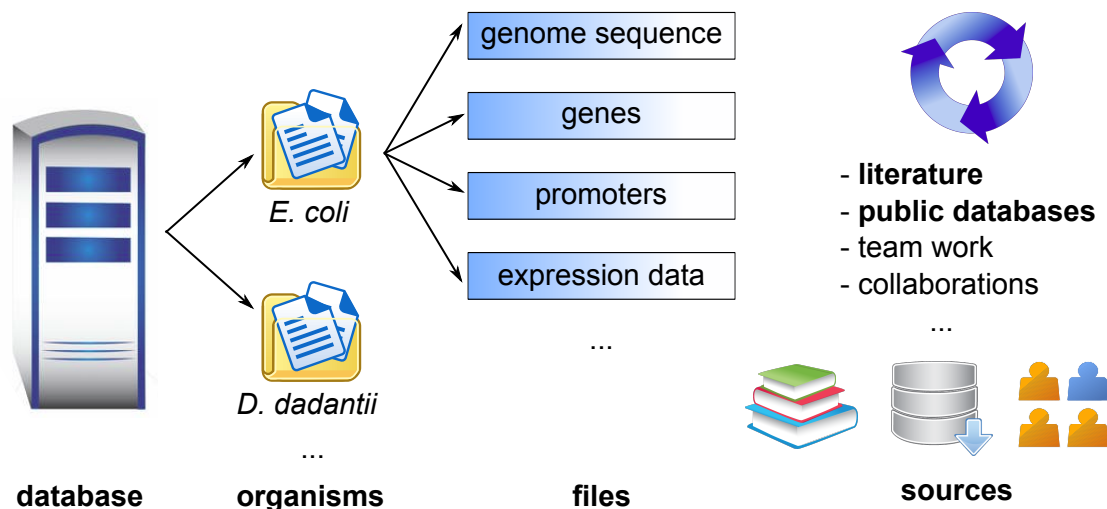 genome sequence
genes
promoters
expression data
...
E. coli
D. dadantii
...
- literature
- public databases
- team work
- collaborations
...
database
organisms
files
sources